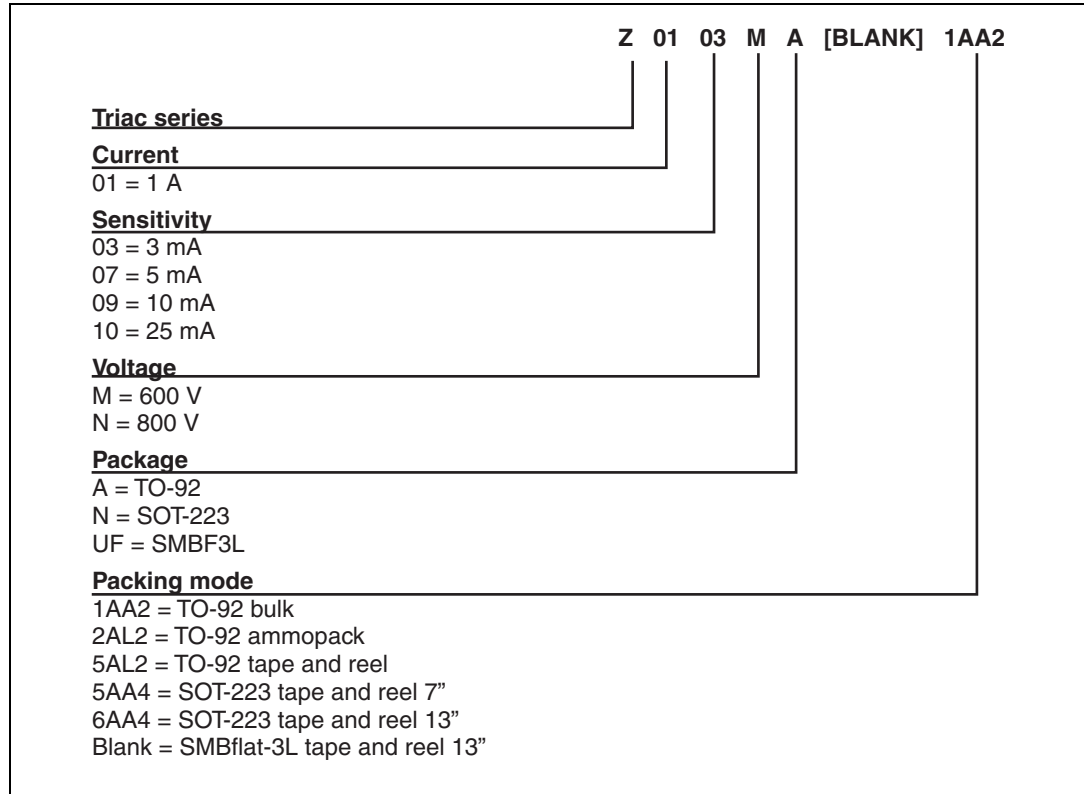 Z 01 03 M A [BLANK] 1AA2
Triac series
Current
01 = 1 A
Sensitivity
03 = 3 mA
07 = 5 mA
09 = 10 mA
10 = 25 mA
Voltage
M = 600 V
N = 800 V
Package
A = TO-92
N = SOT-223
UF = SMBF3L
Packing mode
1AA2 = TO-92 bulk
2AL2 = TO-92 ammopack
5AL2 = TO-92 tape and reel
5AA4 = SOT-223 tape and reel 7”
6AA4 = SOT-223 tape and reel 13”
Blank = SMBflat-3L tape and reel 13”